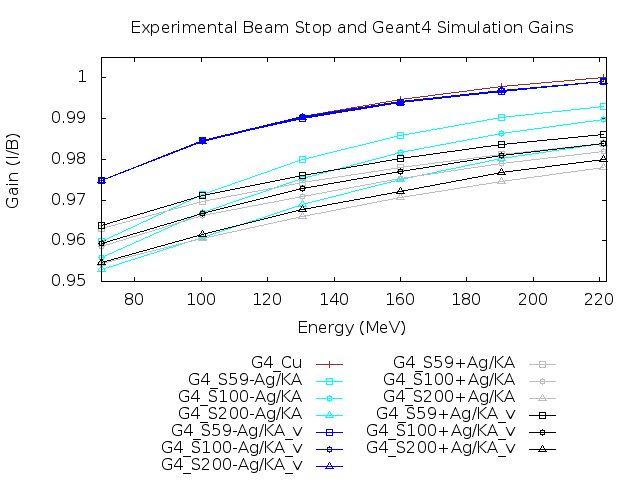 Experimental Beam Stop and Geant4 Simulation Gains
1
0.99
0.98
0.97
0.96
0.95
Gain (I/B)
80 100 120 140 160 180 200 220
Energy (MeV)
G4_Cu
G4_S59-Ag/KA
G4_S100-Ag/KA
G4_S200-Ag/KA
G4_S59-Ag/KA_v
G4_S100-Ag/KA_v
G4_S200-Ag/KA_v
G4_S59+Ag/KA
G4_S100+Ag/KA
G4_S200+Ag/KA
G4_S59+Ag/KA_v
G4_S100+Ag/KA_v
G4_S200+Ag/KA_v